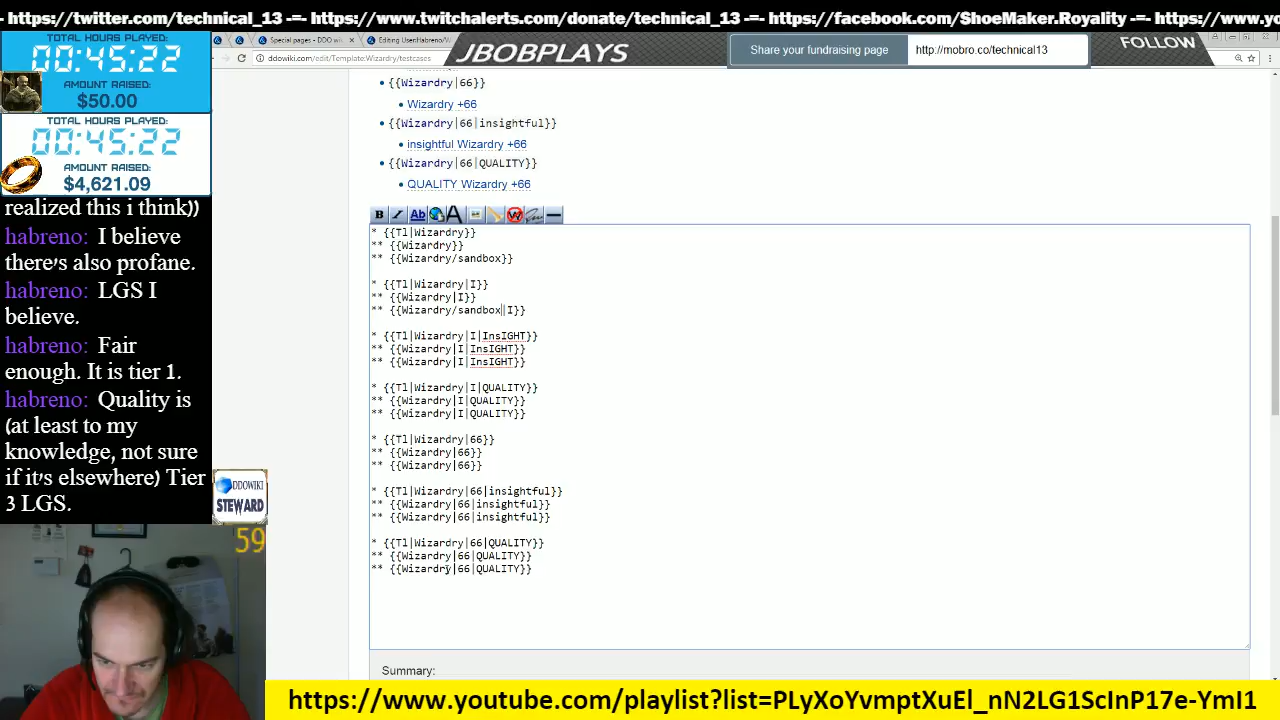 https://twitter.com/technical_13 -=- https://www.twitchalerts.com/donate/technical_13 -=- https://facebook.com/ShoeMaker.Royality -=- https://www.yo
TOTAL HOURS PLAYED:
00:45:22
AMOUNT RAISED:
$50.00
TOTAL HOURS PLAYED:
00:45:22
AMOUNT RAISED:
$4,621.09
Special pages - DDO wi
Editing User:Habreno/W
ddowiki.com/edit/Template:Wizardry/testcases
JBOBPLAYS
Share your fundraising page
http://mobro.co/technical13
FOLLOW
realized this i think))
habreno: I believe
there's also profane.
habreno: LGS I
believe.
habreno: Fair
enough. It is tier 1.
habreno: Quality is
(at least to my
knowledge, not sure
if it's elsewhere) Tier
3 LGS.
DDOWIKI
STEWARD
59
• {{Wizardry|66}}
• Wizardry +66
• {{Wizardry|66|insightful}}
• insightful Wizardry +66
• {{Wizardry|66|QUALITY}}
• QUALITY Wizardry +66
B I Ab A
* {{Tl|Wizardry}}
** {{Wizardry}}
** {{Wizardry/sandbox}}
* {{Tl|Wizardry|I}}
** {{Wizardry|I}}
** {{Wizardry/sandbox|I}}
* {{Tl|Wizardry|I|InsIGHT}}
** {{Wizardry|I|InsIGHT}}
** {{Wizardry|I|InsIGHT}}
* {{Tl|Wizardry|I|QUALITY}}
** {{Wizardry|I|QUALITY}}
** {{Wizardry|I|QUALITY}}
* {{Tl|Wizardry|66}}
** {{Wizardry|66}}
** {{Wizardry|66}}
* {{Tl|Wizardry|66|insightful}}
** {{Wizardry|66|insightful}}
** {{Wizardry|66|insightful}}
* {{Tl|Wizardry|66|QUALITY}}
** {{Wizardry|66|QUALITY}}
** {{Wizardry|66|QUALITY}}
Summary:
https://www.youtube.com/playlist?list=PLyXoYvmptXuEl_nN2LG1ScInP17e-YmI1